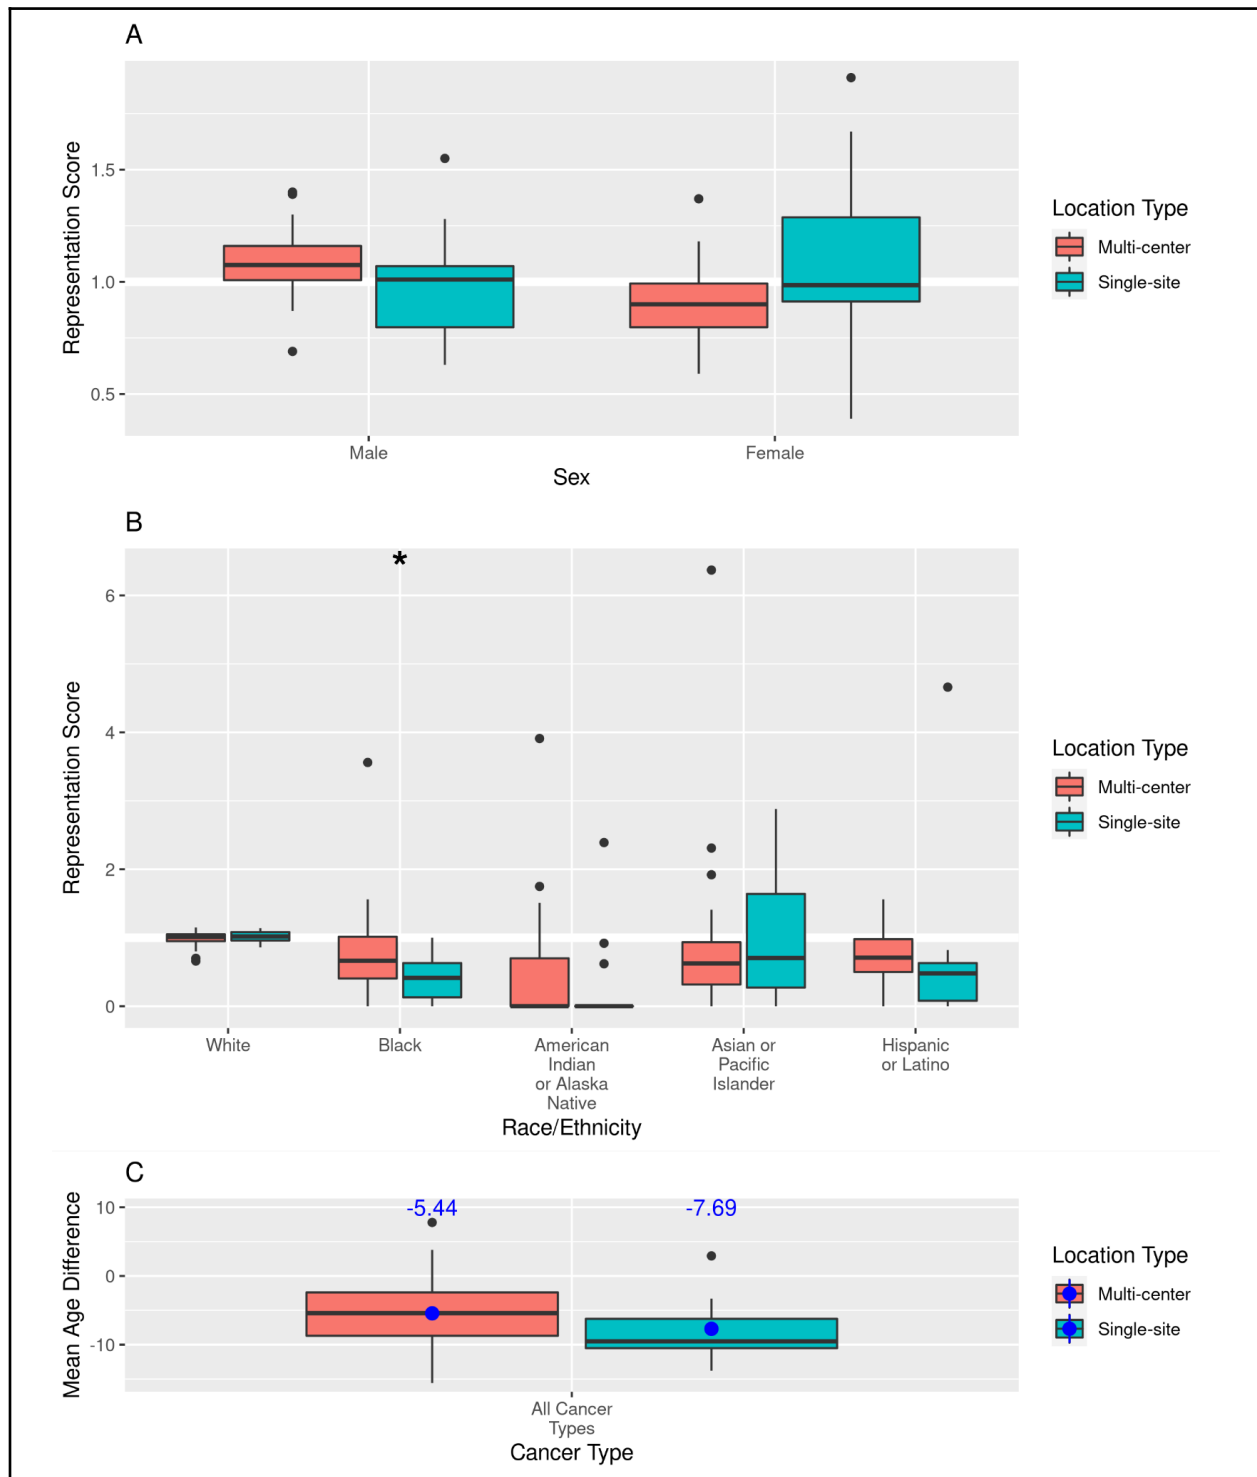 A
Representation Score
1.5
1.0
0.5
Male
Female
Sex
Location Type
Multi-center
Single-site
B
*
Representation Score
6
4
2
0
White
Black
American
Indian
or Alaska
Native
Asian or
Pacific
Islander
Hispanic
or Latino
Race/Ethnicity
Location Type
Multi-center
Single-site
C
Mean Age Difference
10
0
-10
-5.44
-7.69
All Cancer
Types
Cancer Type
Location Type
Multi-center
Single-site